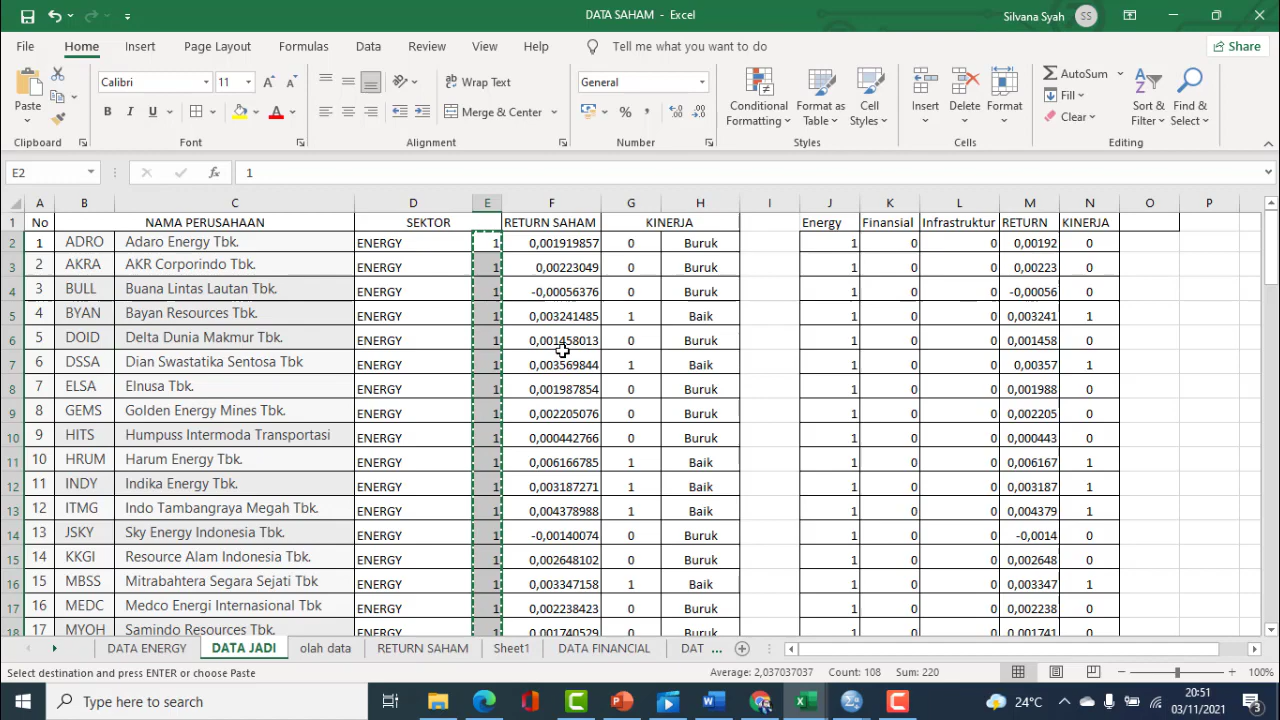 DATA SAHAM - Excel
Silvana Syah SS
File Home Insert Page Layout Formulas Data Review View Help Tell me what you want to do Share
Paste Calibri 11 Wrap Text General Conditional Formatting Format as Table Cell Styles Insert Delete Format AutoSum Sort & Filter Find & Select
B I U Merge & Center % Fill Clear
Clipboard Font Alignment Number Styles Cells Editing
E2 fx 1
A B C D E F G H I J K L M N O P
1 No NAMA PERUSAHAAN SEKTOR RETURN SAHAM KINERJA Energy Finansial Infrastruktur RETURN KINERJA
2 1 ADRO Adaro Energy Tbk. ENERGY 1 0,001919857 0 Buruk 1 0 0 0,00192 0
3 2 AKRA AKR Corporindo Tbk. ENERGY 1 0,00223049 0 Buruk 1 0 0 0,00223 0
4 3 BULL Buana Lintas Lautan Tbk. ENERGY 1 -0,00056376 0 Buruk 1 0 0 -0,00056 0
5 4 BYAN Bayan Resources Tbk. ENERGY 1 0,003241485 1 Baik 1 0 0 0,003241 1
6 5 DOID Delta Dunia Makmur Tbk. ENERGY 1 0,001458013 0 Buruk 1 0 0 0,001458 0
7 6 DSSA Dian Swastatika Sentosa Tbk ENERGY 1 0,003569844 1 Baik 1 0 0 0,00357 1
8 7 ELSA Elnusa Tbk. ENERGY 1 0,001987854 0 Buruk 1 0 0 0,001988 0
9 8 GEMS Golden Energy Mines Tbk. ENERGY 1 0,002205076 0 Buruk 1 0 0 0,002205 0
10 9 HITS Humpuss Intermoda Transportasi ENERGY 1 0,000442766 0 Buruk 1 0 0 0,000443 0
11 10 HRUM Harum Energy Tbk. ENERGY 1 0,006166785 1 Baik 1 0 0 0,006167 1
12 11 INDY Indika Energy Tbk. ENERGY 1 0,003187271 1 Baik 1 0 0 0,003187 1
13 12 ITMG Indo Tambangraya Megah Tbk. ENERGY 1 0,004378988 1 Baik 1 0 0 0,004379 1
14 13 JSKY Sky Energy Indonesia Tbk. ENERGY 1 -0,00140074 0 Buruk 1 0 0 -0,0014 0
15 14 KKGI Resource Alam Indonesia Tbk. ENERGY 1 0,002648102 0 Buruk 1 0 0 0,002648 0
16 15 MBSS Mitrabahtera Segara Sejati Tbk ENERGY 1 0,003347158 1 Baik 1 0 0 0,003347 1
17 16 MEDC Medco Energi Internasional Tbk ENERGY 1 0,002238423 0 Buruk 1 0 0 0,002238 0
18 17 MYOH Samindo Resources Tbk. ENERGY 1 0,001740529 0 Buruk 1 0 0 0,001741 0
DATA ENERGY DATA JADI olah data RETURN SAHAM Sheet1 DATA FINANCIAL DAT ...
Select destination and press ENTER or choose Paste Average: 2,037037037 Count: 108 Sum: 220 100%
Type here to search 24°C 20:51
03/11/2021 3